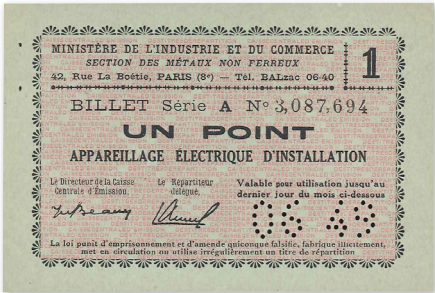 MINISTÈRE DE L'INDUSTRIE ET DU COMMERCE
SECTION DES MÉTAUX NON FERREUX
42, Rue La Boëtie, PARIS (8e) — Tél. BALzac 06-40
1
BILLET Série A No 3,087,694
UN POINT
APPAREILLAGE ÉLECTRIQUE D'INSTALLATION
Le Directeur de la Caisse
Centrale d'Émission,
Le Répartiteur
délégué,
Valable pour utilisation jusqu'au
dernier jour du mois ci-dessous
06 49
La loi punit d'emprisonnement et d'amende quiconque falsifie, fabrique illicitement,
met en circulation ou utilise irrégulièrement un titre de répartition